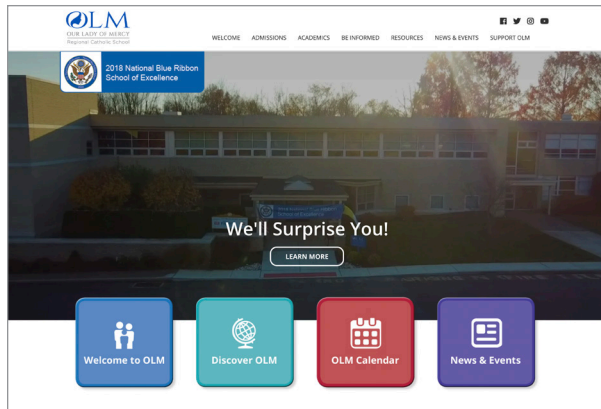 OLM
OUR LADY OF MERCY
Regional Catholic School
WELCOME ADMISSIONS ACADEMICS BE INFORMED RESOURCES NEWS & EVENTS SUPPORT OLM
2018 National Blue Ribbon
School of Excellence
We'll Surprise You!
LEARN MORE
Welcome to OLM
Discover OLM
OLM Calendar
News & Events